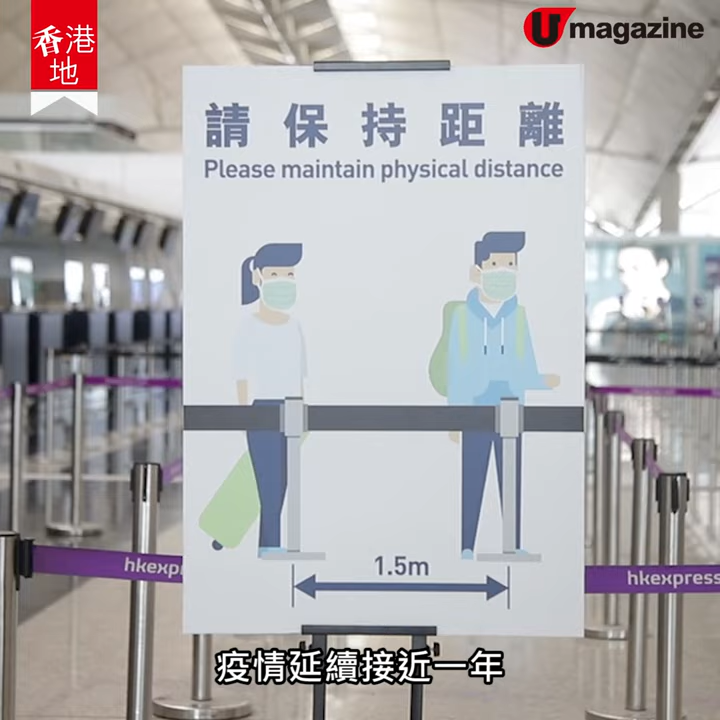 香港
地
U magazine
請保持距離
Please maintain physical distance
1.5m
hkexpr
hkexpress
疫情延續接近一年